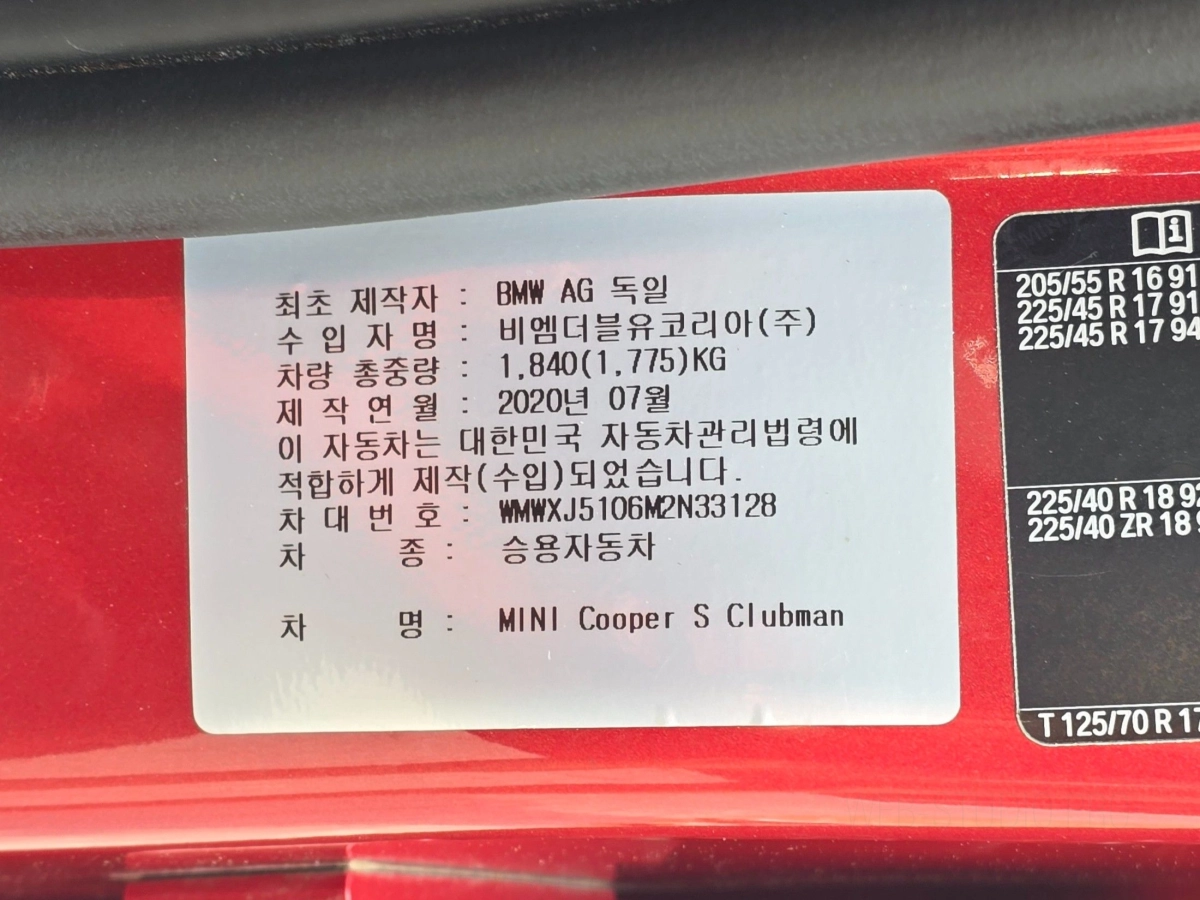 최초 제작자 : BMW AG 독일
수 입 자 명 : 비엠더블유코리아(주)
차량 총중량 : 1,840(1,775)KG
제 작 연 월 : 2020년 07월
이 자동차는 대한민국 자동차관리법령에
적합하게 제작(수입)되었습니다.
차 대 번 호 : WMWXJ5106M2N33128
차 종 : 승용자동차
차 명 : MINI Cooper S Clubman
i
205/55 R 16 91
225/45 R 17 91
225/45 R 17 94
225/40 R 18 92
225/40 ZR 18
T 125/70 R 17